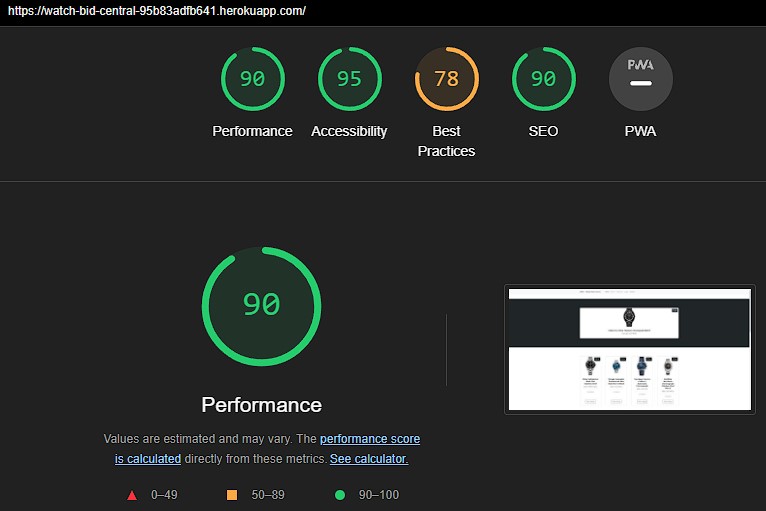 https://watch-bid-central-95b83adfb641.herokuapp.com/
90
95
78
90
PWA
Performance
Accessibility
Best
Practices
SEO
PWA
90
Performance
Values are estimated and may vary. The performance score
is calculated directly from these metrics. See calculator.
0–49
50–89
90–100